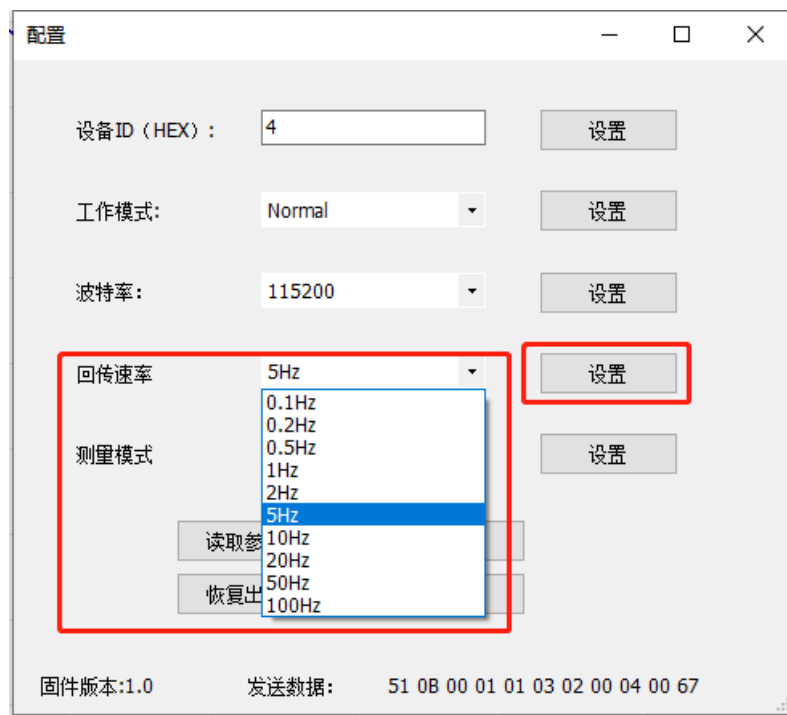 配置
设备ID（HEX）: 4 设置
工作模式: Normal 设置
波特率: 115200 设置
回传速率 5Hz 设置
0.1Hz
0.2Hz
0.5Hz
1Hz
测量模式 设置
2Hz
5Hz
读取参 10Hz
20Hz
恢复出 50Hz
100Hz
固件版本:1.0 发送数据: 51 0B 00 01 01 03 02 00 04 00 67